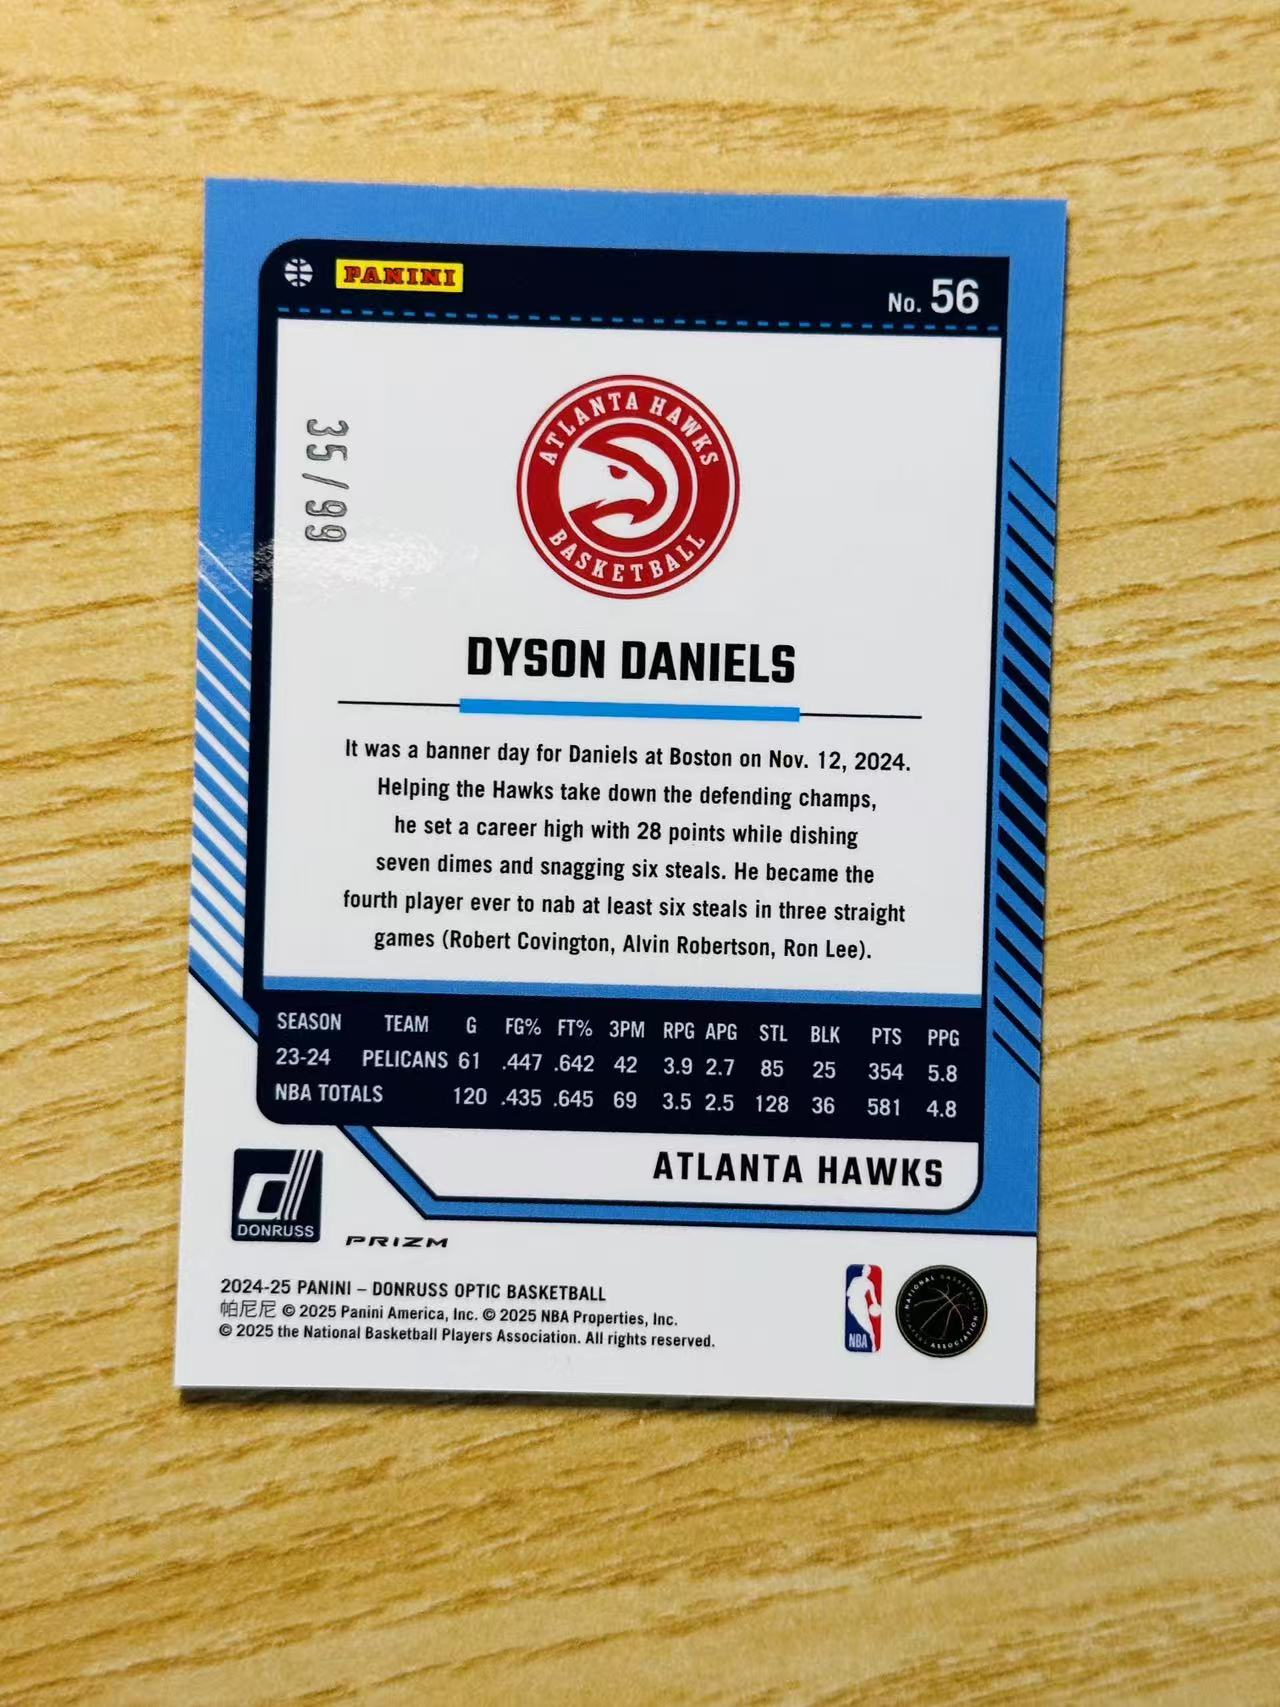 PANINI
No. 56
35/99
ATLANTA HAWKS
BASKETBALL
DYSON DANIELS
It was a banner day for Daniels at Boston on Nov. 12, 2024.
Helping the Hawks take down the defending champs,
he set a career high with 28 points while dishing
seven dimes and snagging six steals. He became the
fourth player ever to nab at least six steals in three straight
games (Robert Covington, Alvin Robertson, Ron Lee).
SEASON TEAM G FG% FT% 3PM RPG APG STL BLK PTS PPG
23-24 PELICANS 61 .447 .642 42 3.9 2.7 85 25 354 5.8
NBA TOTALS 120 .435 .645 69 3.5 2.5 128 36 581 4.8
ATLANTA HAWKS
d
DONRUSS
PRIZM
2024-25 PANINI – DONRUSS OPTIC BASKETBALL
帕尼尼 © 2025 Panini America, Inc. © 2025 NBA Properties, Inc.
© 2025 the National Basketball Players Association. All rights reserved.
NBA
NATIONAL BASKETBALL
PLAYERS ASSOCIATION